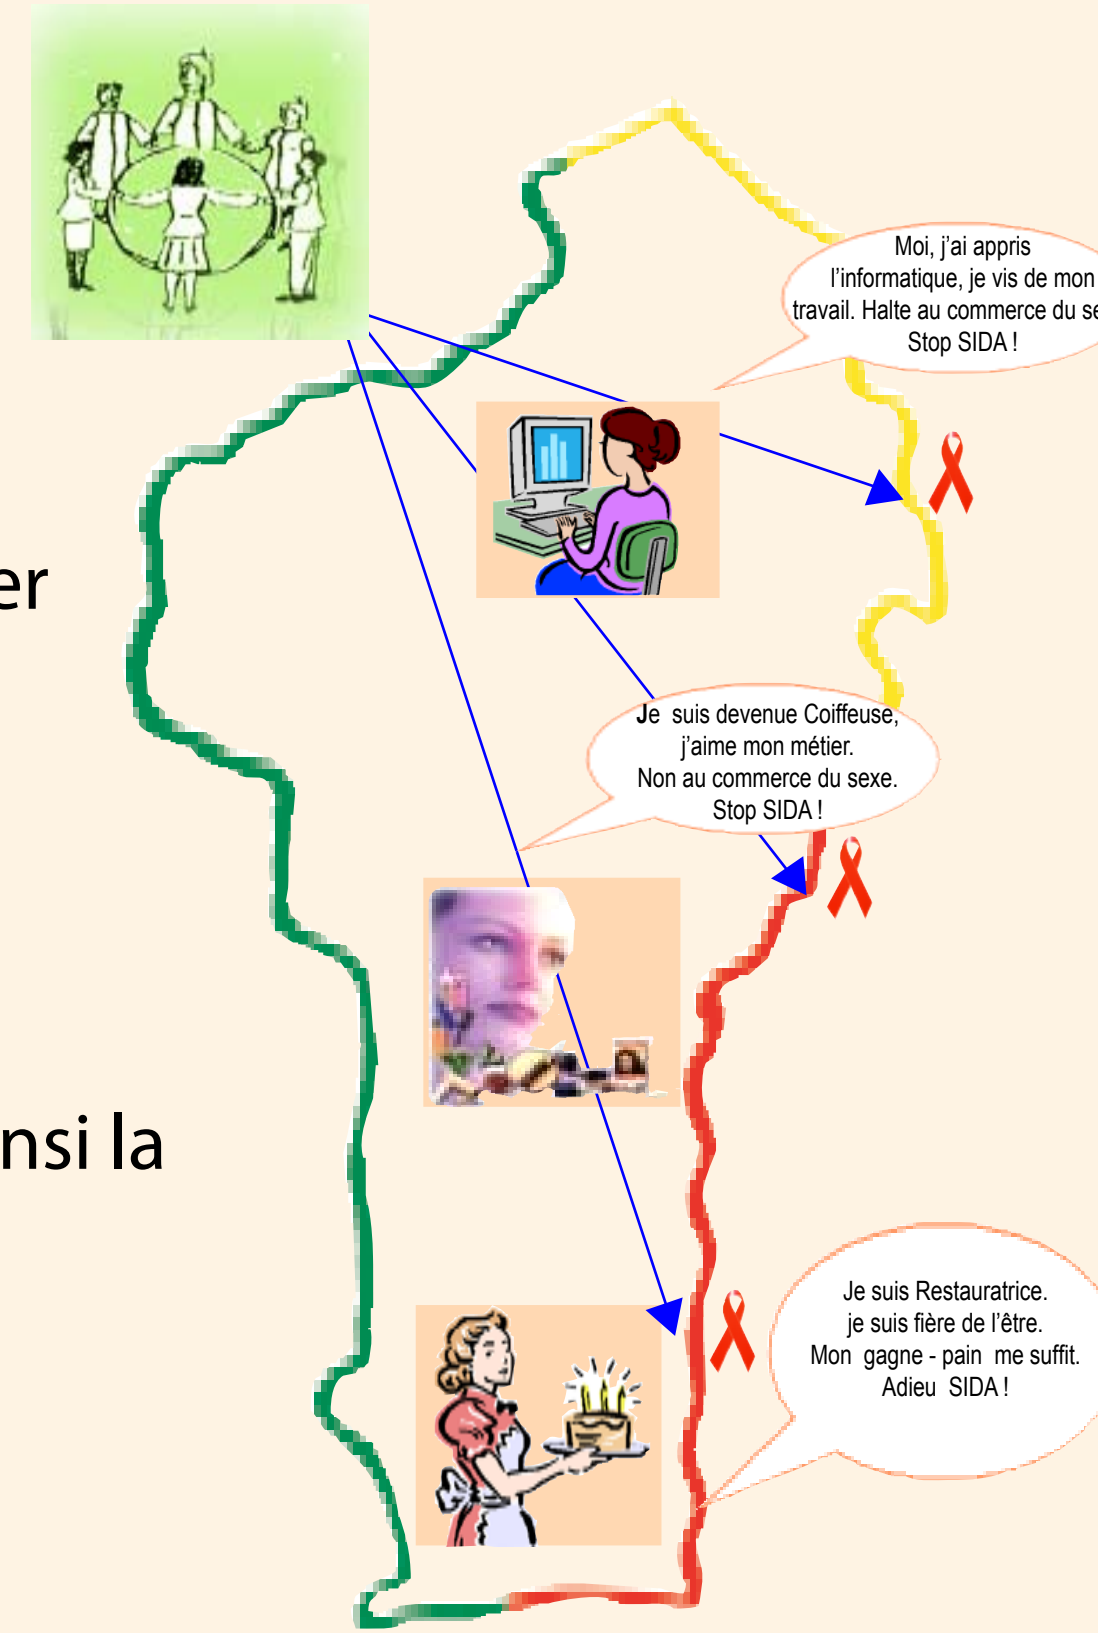 Moi, j'ai appris
l'informatique, je vis de mon
travail. Halte au commerce du se
Stop SIDA !
er
Je suis devenue Coiffeuse,
j'aime mon métier.
Non au commerce du sexe.
Stop SIDA !
nsi la
Je suis Restauratrice.
je suis fière de l'être.
Mon gagne - pain me suffit.
Adieu SIDA !